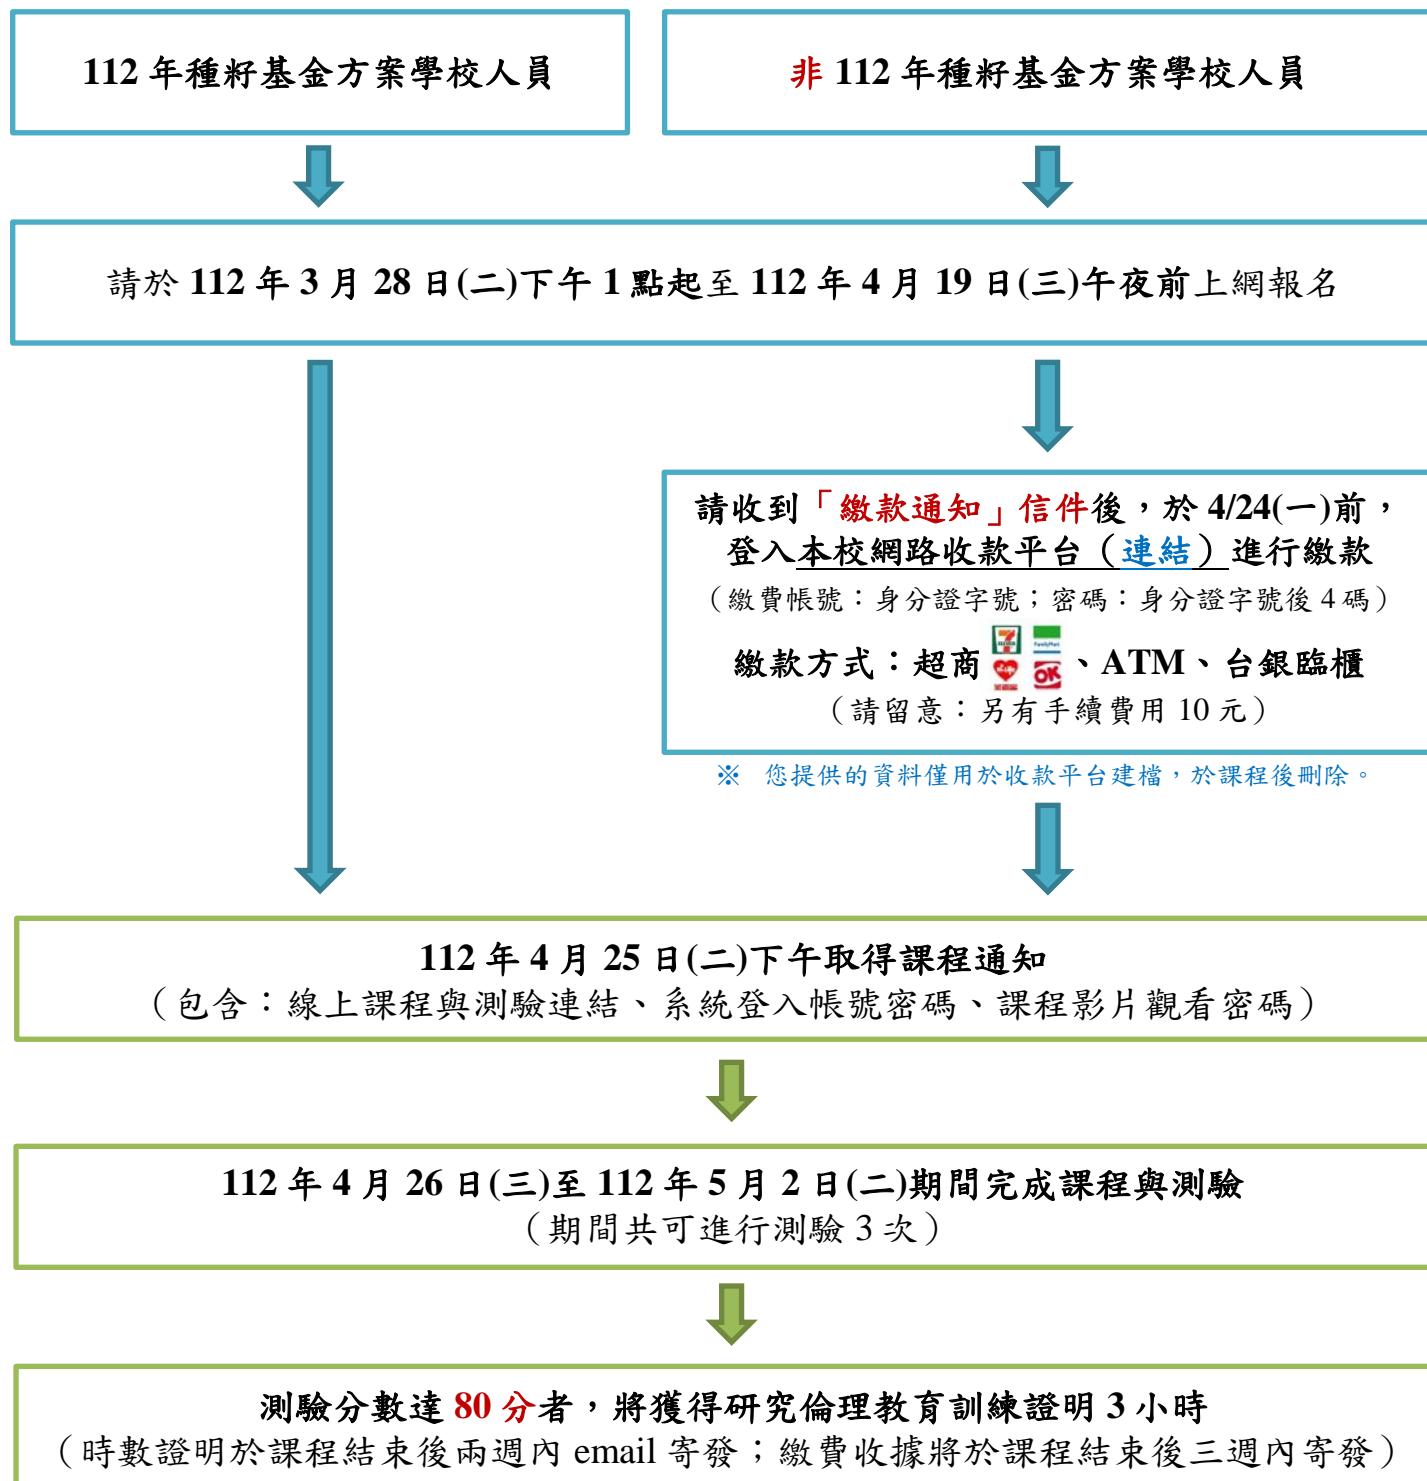 112 年種籽基金方案學校人員
非 112 年種籽基金方案學校人員
請於 112 年 3 月 28 日(二)下午 1 點起至 112 年 4 月 19 日(三)午夜前上網報名
請收到「繳款通知」信件後，於 4/24(一)前，
登入本校網路收款平台（連結）進行繳款
（繳費帳號：身分證字號；密碼：身分證字號後 4 碼）
繳款方式：超商 7 ELEVEN FamilyMart OK、ATM、台銀臨櫃
（請留意：另有手續費用 10 元）
※ 您提供的資料僅用於收款平台建檔，於課程後刪除。
112 年 4 月 25 日(二)下午取得課程通知
（包含：線上課程與測驗連結、系統登入帳號密碼、課程影片觀看密碼）
112 年 4 月 26 日(三)至 112 年 5 月 2 日(二)期間完成課程與測驗
（期間共可進行測驗 3 次）
測驗分數達 80 分者，將獲得研究倫理教育訓練證明 3 小時
（時數證明於課程結束後兩週內 email 寄發；繳費收據將於課程結束後三週內寄發）